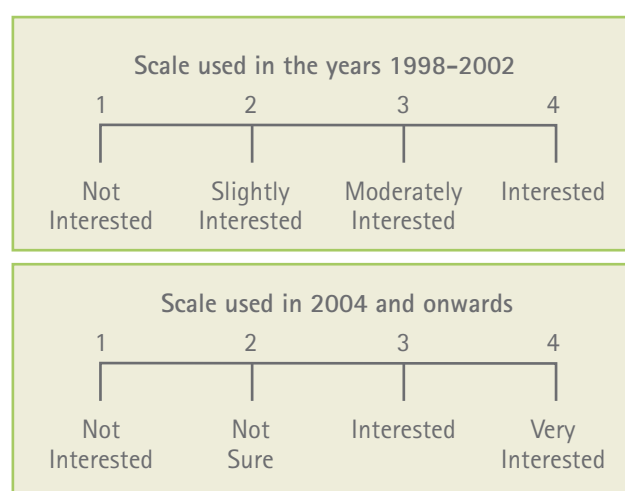 Scale used in the years 1998–2002
1 2 3 4
Not Slightly Moderately Interested
Interested Interested Interested
Scale used in 2004 and onwards
1 2 3 4
Not Not Interested Very
Interested Sure Interested